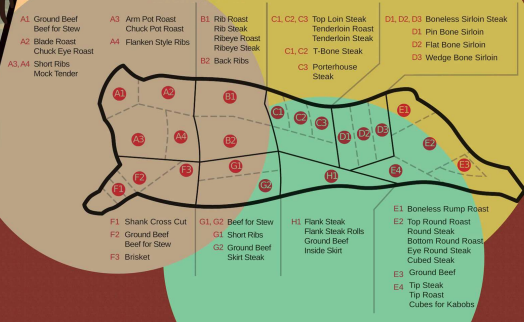 A1 Ground Beef
Beef for Stew
A2 Blade Roast
Chuck Eye Roast
A3, A4 Short Ribs
Mock Tender
A3 Arm Pot Roast
Chuck Pot Roast
A4 Flanken Style Ribs
B1 Rib Roast
Rib Steak
Ribeye Roast
Ribeye Steak
B2 Back Ribs
C1, C2, C3 Top Loin Steak
Tenderloin Roast
Tenderloin Steak
C1, C2 T-Bone Steak
C3 Porterhouse
Steak
D1, D2, D3 Boneless Sirloin Steak
D1 Pin Bone Sirloin
D2 Flat Bone Sirloin
D3 Wedge Bone Sirloin
A1
A2
B1
C1
C2
C3
D1
D2
D3
E1
A3
A4
B2
E2
F1
F2
F3
G1
G2
H1
E4
E3
F1 Shank Cross Cut
F2 Ground Beef
Beef for Stew
F3 Brisket
G1, G2 Beef for Stew
G1 Short Ribs
G2 Ground Beef
Skirt Steak
H1 Flank Steak
Flank Steak Rolls
Ground Beef
Inside Skirt
E1 Boneless Rump Roast
E2 Top Round Roast
Round Steak
Bottom Round Roast
Eye Round Steak
Cubed Steak
E3 Ground Beef
E4 Tip Steak
Tip Roast
Cubes for Kabobs